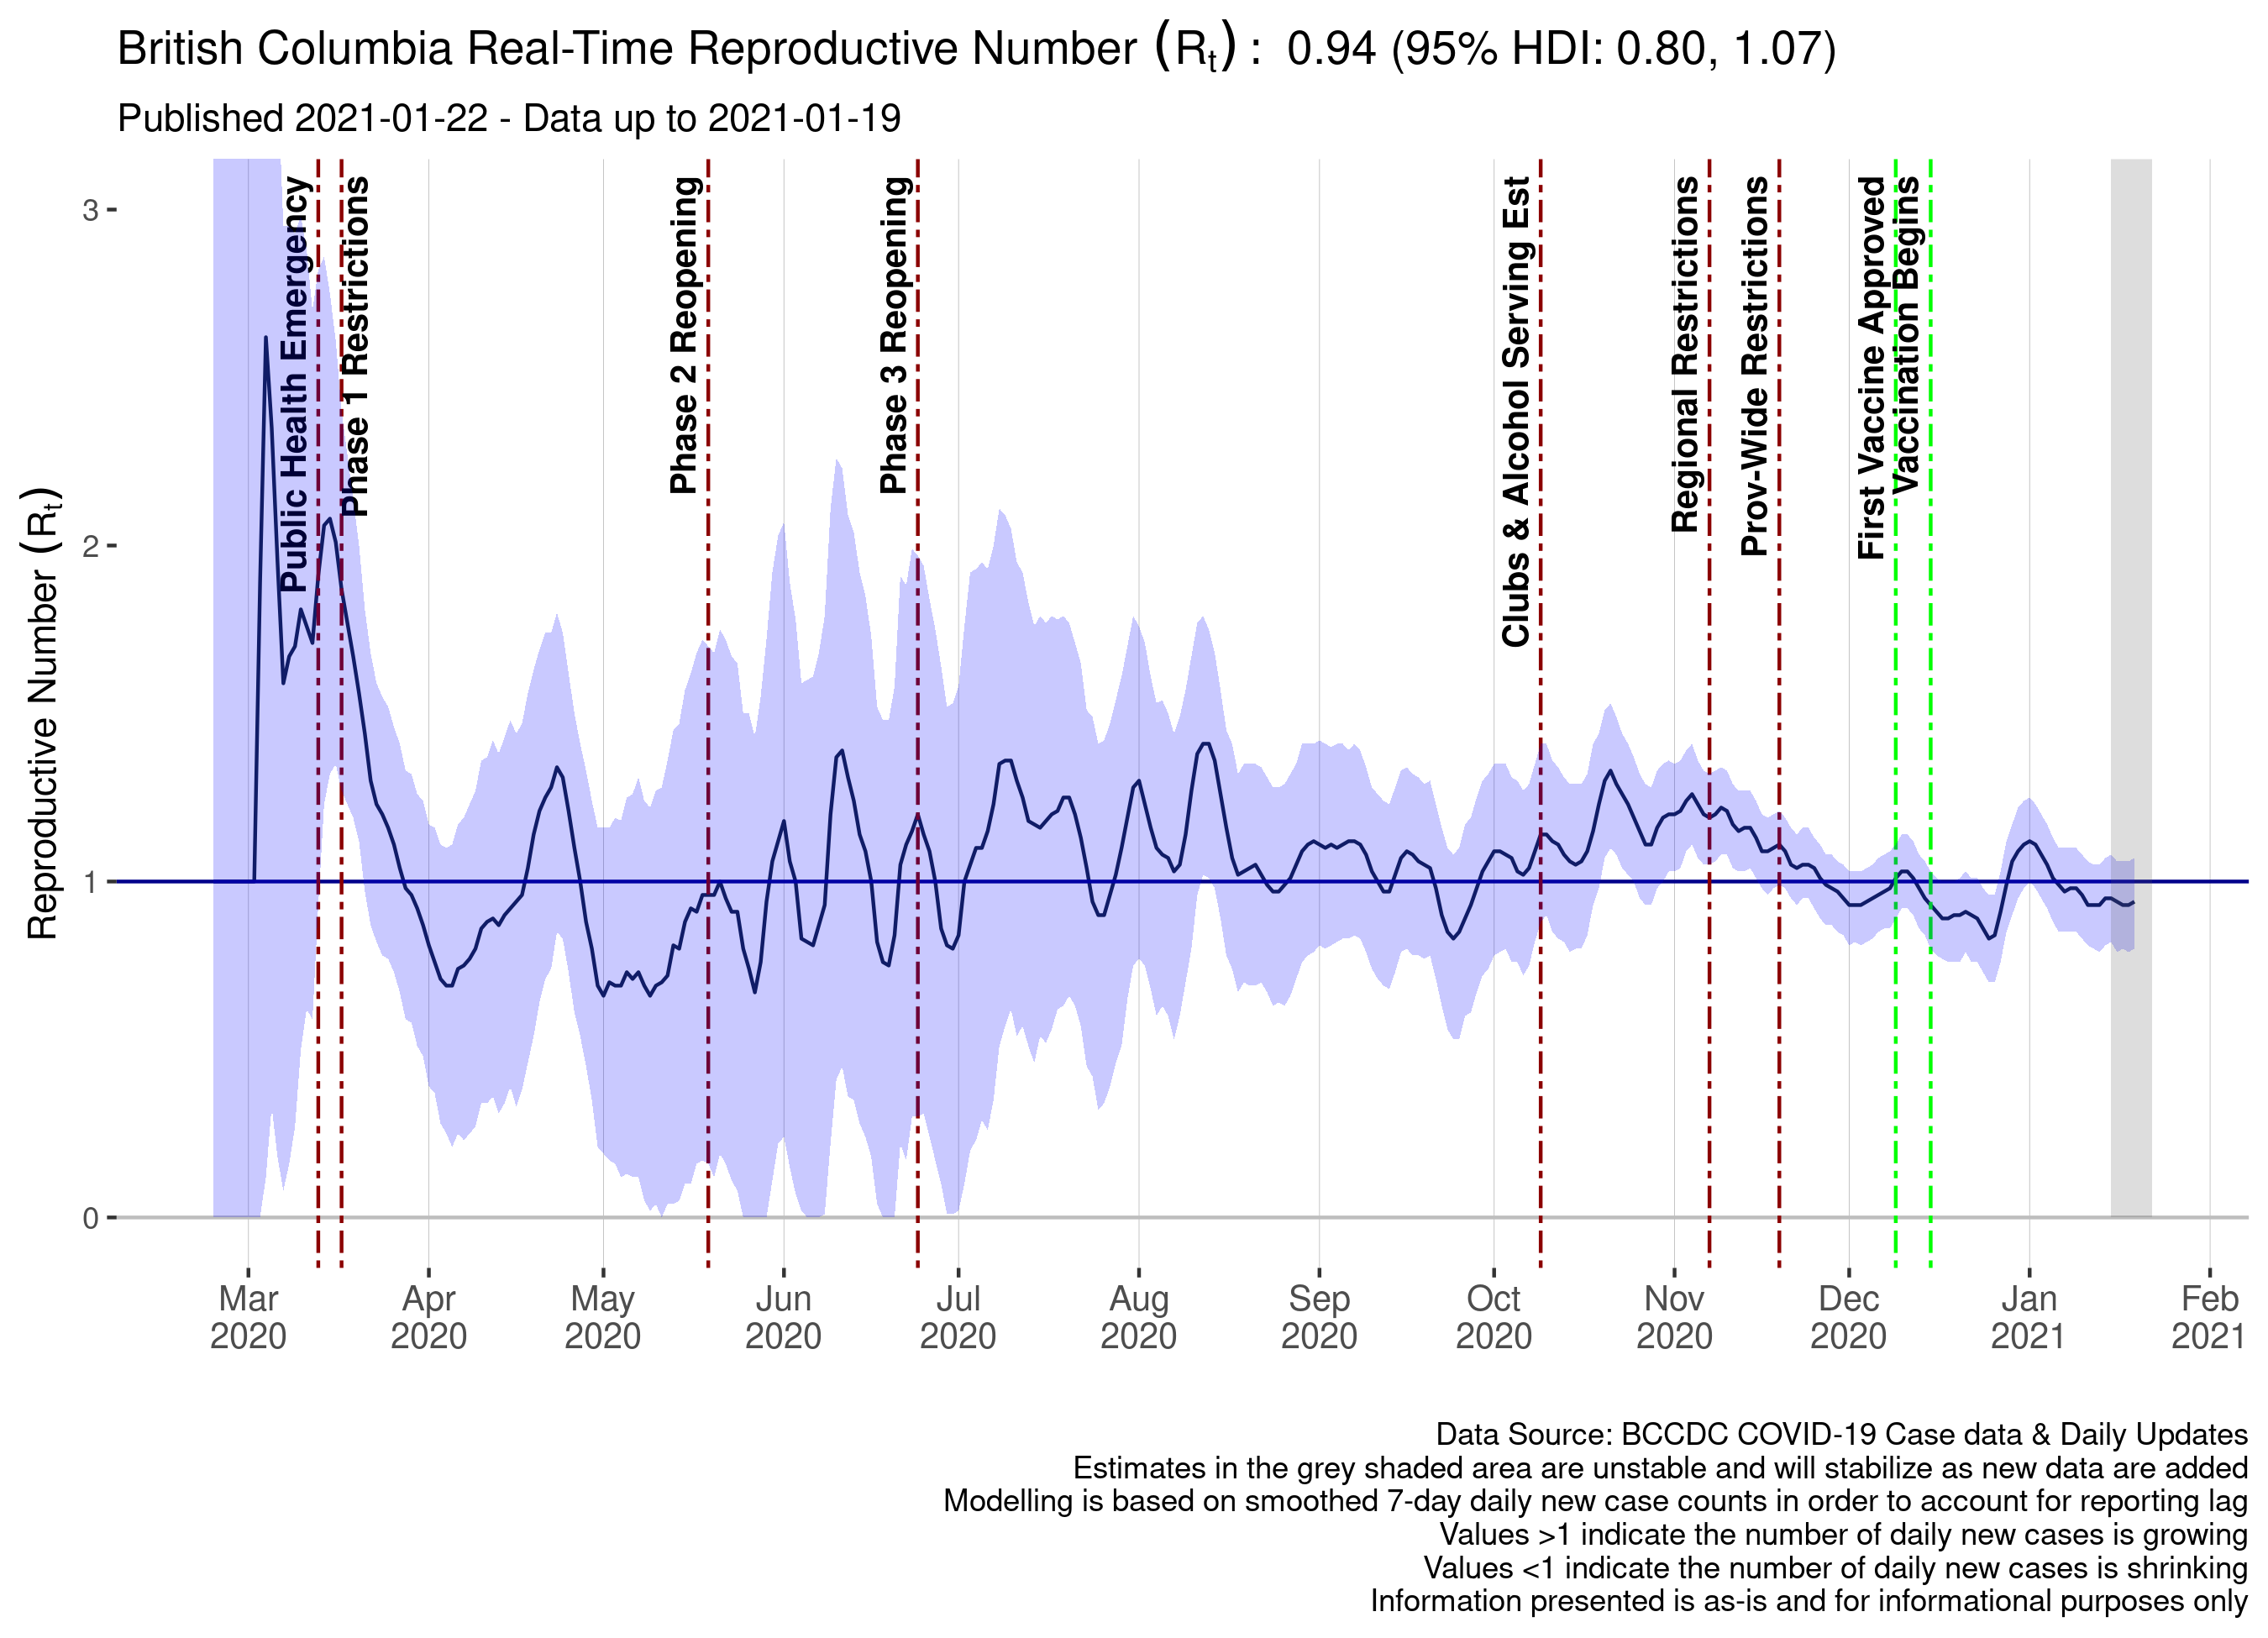 British Columbia Real-Time Reproductive Number (Rt) : 0.94 (95% HDI: 0.80, 1.07)
Published 2021-01-22 - Data up to 2021-01-19
Reproductive Number (Rt)
3
2
1
0
Public Health Emergency
Phase 1 Restrictions
Phase 2 Reopening
Phase 3 Reopening
Clubs & Alcohol Serving Est
Regional Restrictions
Prov-Wide Restrictions
First Vaccine Approved
Vaccination Begins
Mar Apr May Jun Jul Aug Sep Oct Nov Dec Jan Feb
2020 2020 2020 2020 2020 2020 2020 2020 2020 2020 2021 2021
Data Source: BCCDC COVID-19 Case data & Daily Updates
Estimates in the grey shaded area are unstable and will stabilize as new data are added
Modelling is based on smoothed 7-day daily new case counts in order to account for reporting lag
Values >1 indicate the number of daily new cases is growing
Values <1 indicate the number of daily new cases is shrinking
Information presented is as-is and for informational purposes only